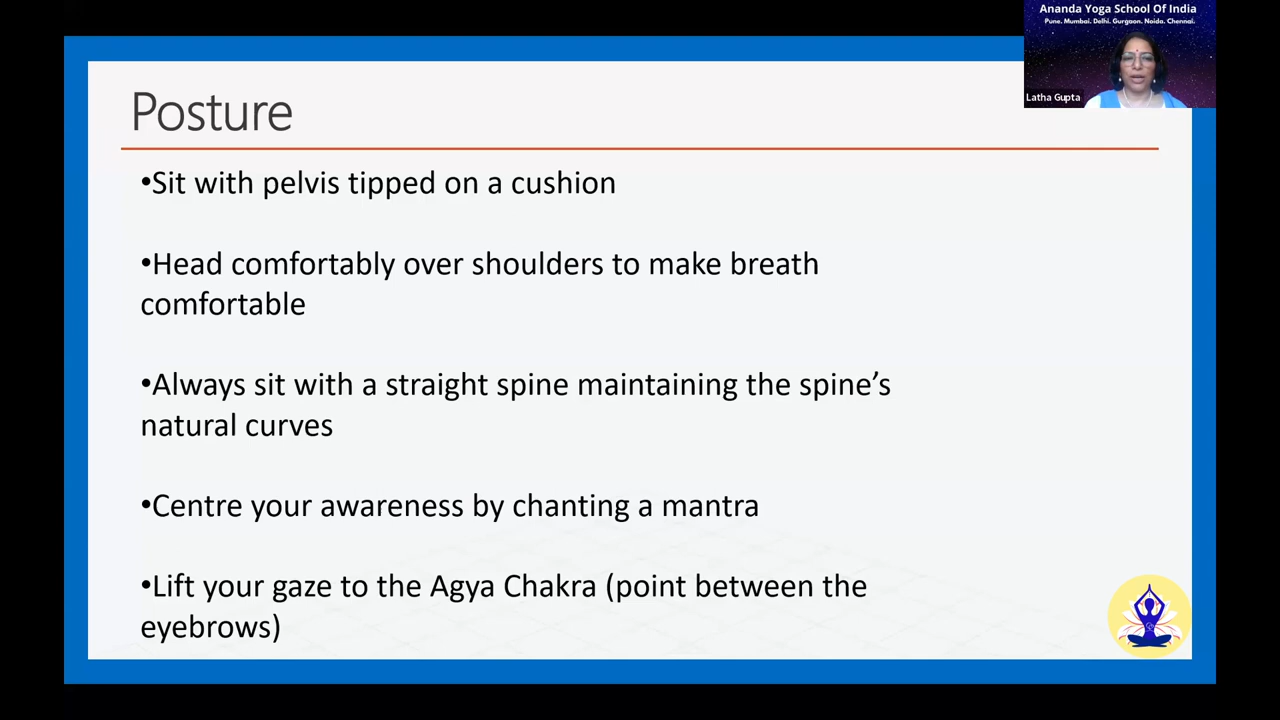 Ananda Yoga School Of India
Pune. Mumbai. Delhi. Gurgaon. Noida. Chennai.
Latha Gupta
Posture
•Sit with pelvis tipped on a cushion
•Head comfortably over shoulders to make breath
comfortable
•Always sit with a straight spine maintaining the spine’s
natural curves
•Centre your awareness by chanting a mantra
•Lift your gaze to the Agya Chakra (point between the
eyebrows)